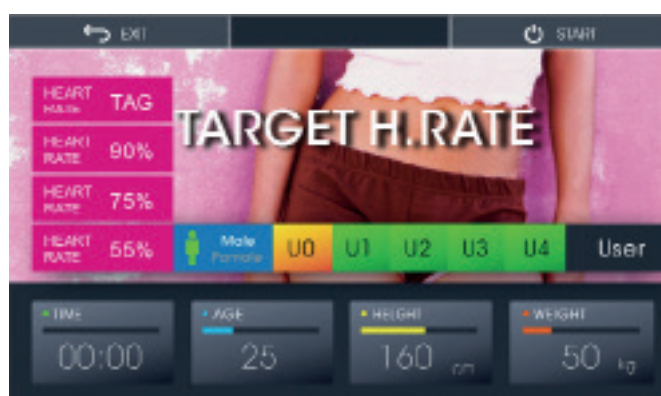 EXIT
START
HEART RATE TAG
TARGET H.RATE
HEART RATE 90%
HEART RATE 75%
HEART RATE 55%
Male
Female
U0 U1 U2 U3 U4 User
TIME
00:00
AGE
25
HEIGHT
160 cm
WEIGHT
50 kg